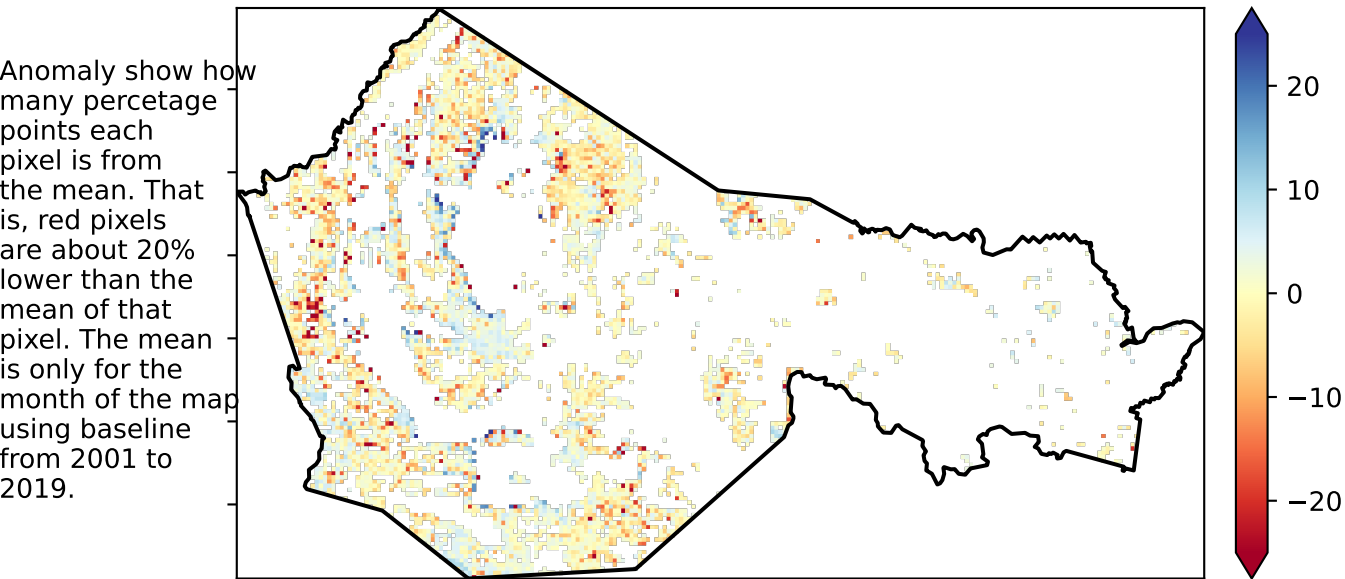 Anomaly show how
many percetage
points each
pixel is from
the mean. That
is, red pixels
are about 20%
lower than the
mean of that
pixel. The mean
is only for the
month of the map
using baseline
from 2001 to
2019.
20
10
0
−10
−20